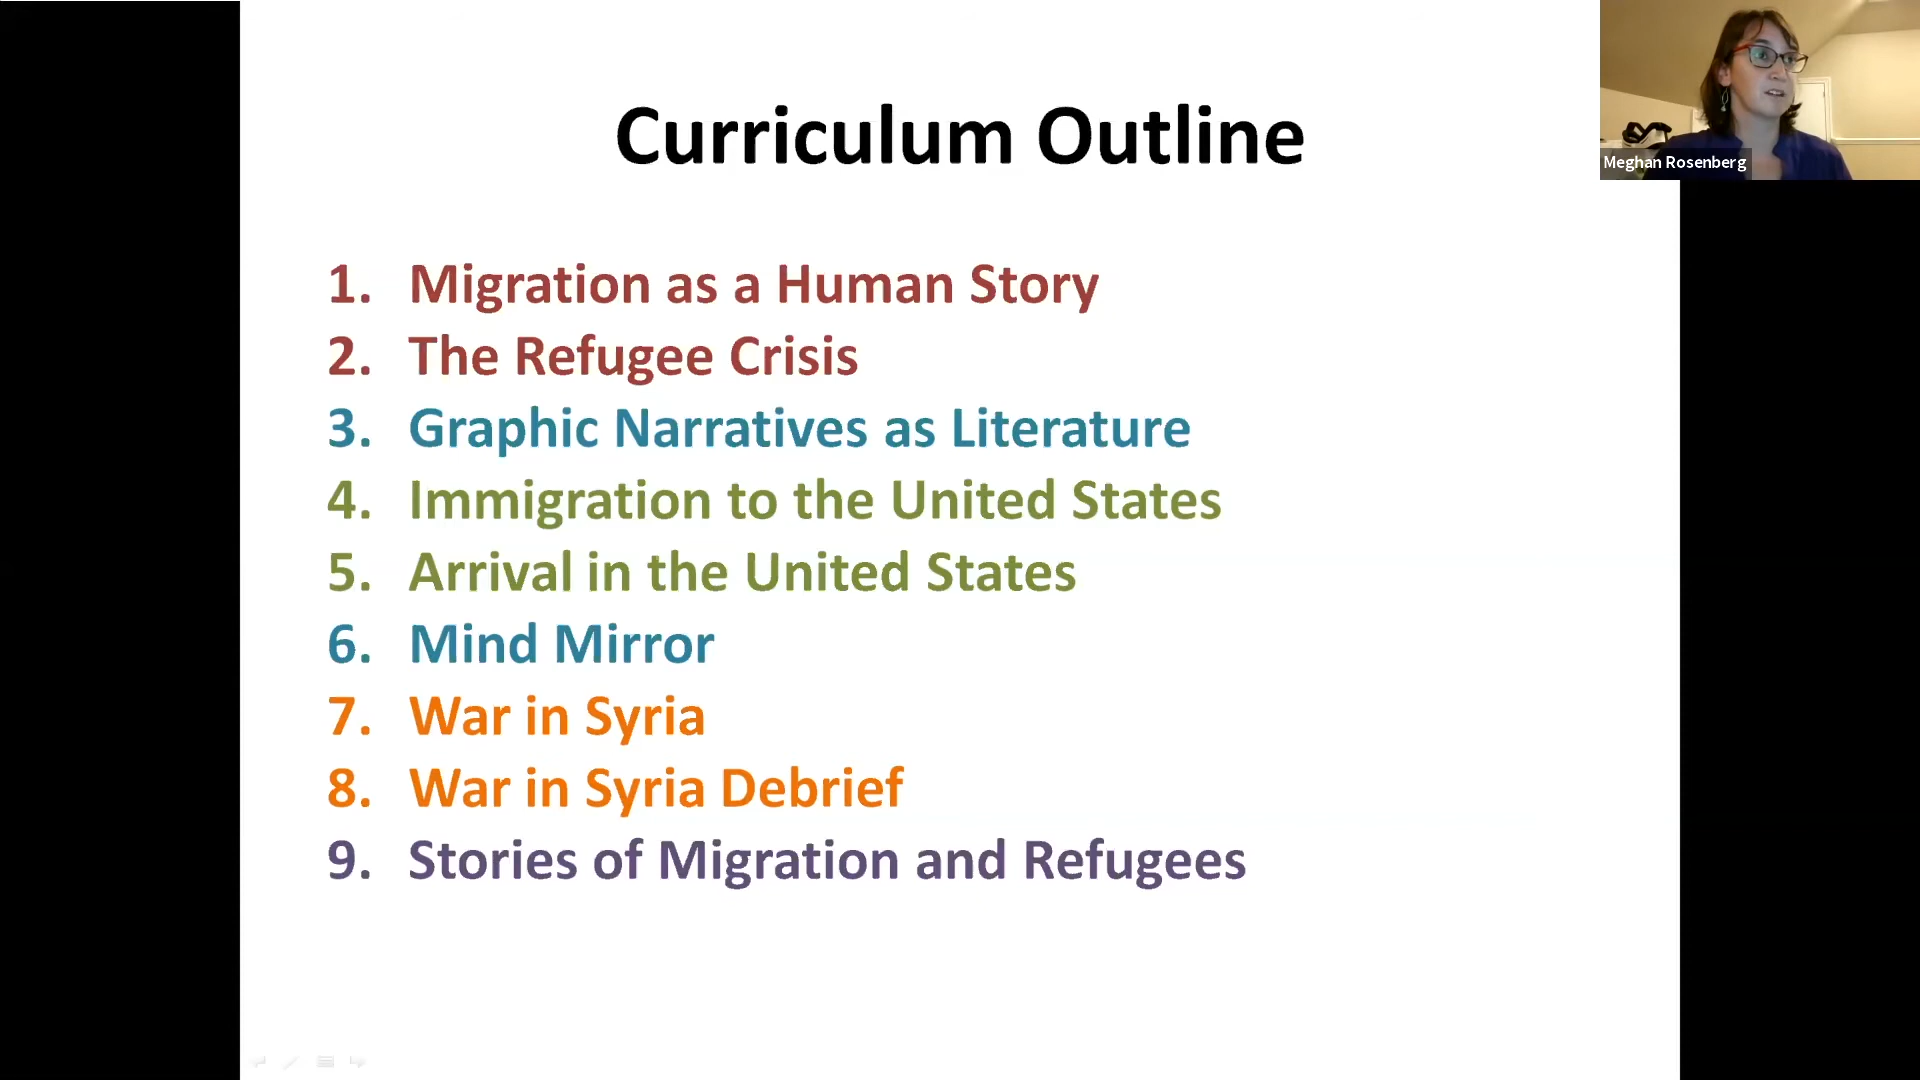 Curriculum Outline
Meghan Rosenberg
1. Migration as a Human Story
2. The Refugee Crisis
3. Graphic Narratives as Literature
4. Immigration to the United States
5. Arrival in the United States
6. Mind Mirror
7. War in Syria
8. War in Syria Debrief
9. Stories of Migration and Refugees